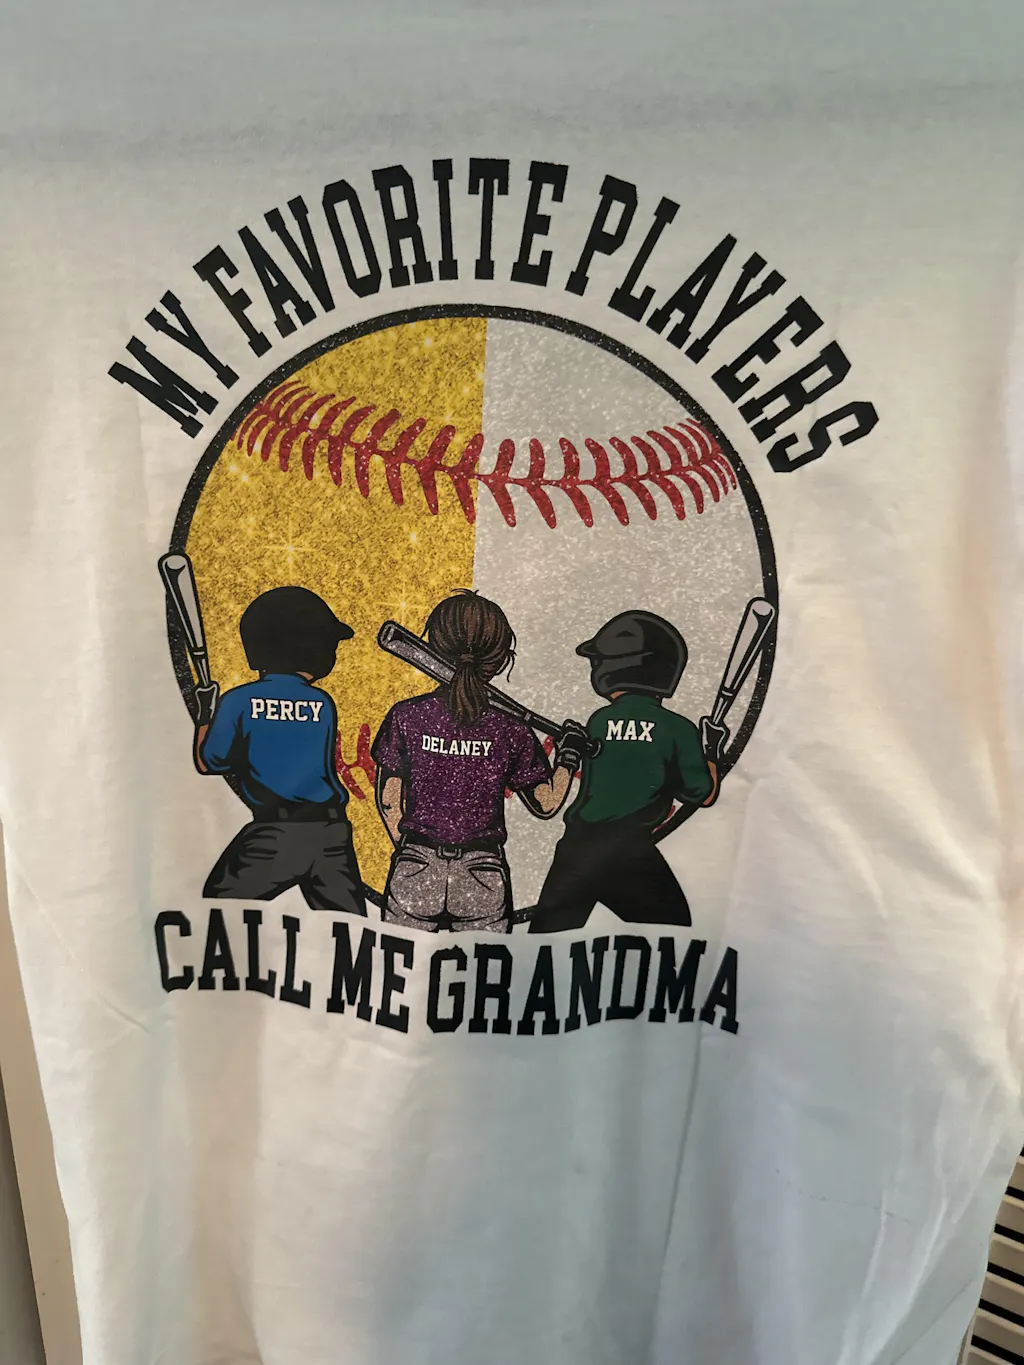 MY FAVORITE PLAYERS
PERCY
DELANEY
MAX
CALL ME GRANDMA